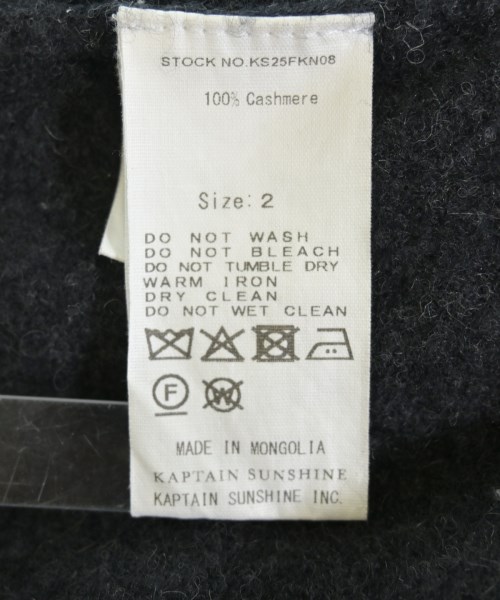 STOCK NO.KS25FKN08
100% Cashmere
Size: 2
DO NOT WASH
DO NOT BLEACH
DO NOT TUMBLE DRY
WARM IRON
DRY CLEAN
DO NOT WET CLEAN
F W
MADE IN MONGOLIA
KAPTAIN SUNSHINE
KAPTAIN SUNSHINE INC.